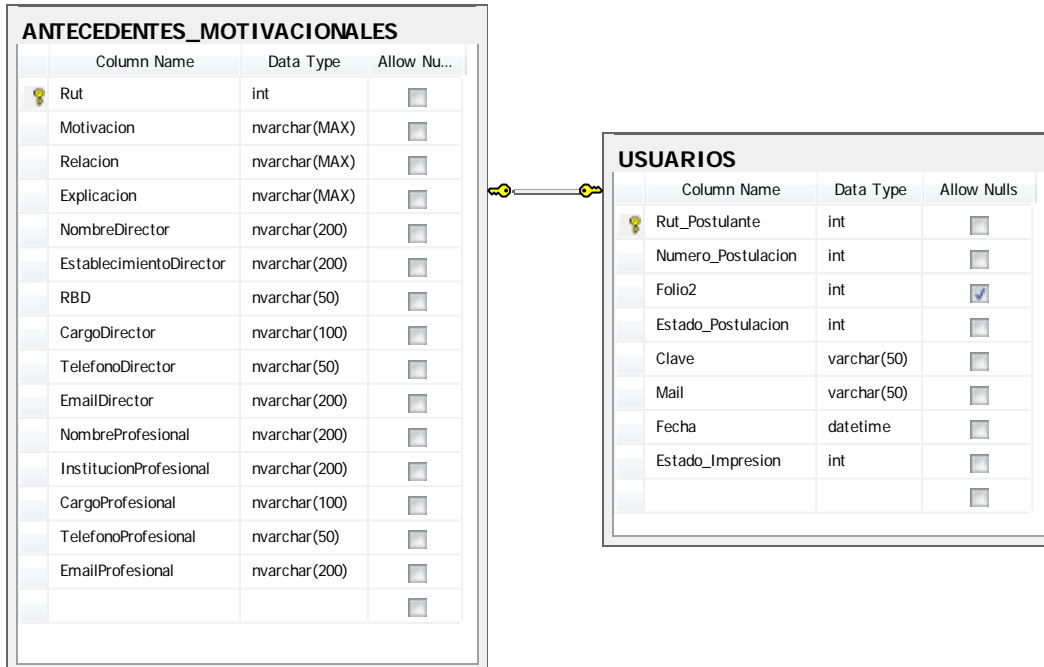 ANTECEDENTES_MOTIVACIONALES
Column Name Data Type Allow Nu...
Rut int
Motivacion nvarchar(MAX)
Relacion nvarchar(MAX)
Explicacion nvarchar(MAX)
NombreDirector nvarchar(200)
EstablecimientoDirector nvarchar(200)
RBD nvarchar(50)
CargoDirector nvarchar(100)
TelefonoDirector nvarchar(50)
EmailDirector nvarchar(200)
NombreProfesional nvarchar(200)
InstitucionProfesional nvarchar(200)
CargoProfesional nvarchar(100)
TelefonoProfesional nvarchar(50)
EmailProfesional nvarchar(200)
USUARIOS
Column Name Data Type Allow Nulls
Rut_Postulante int
Numero_Postulacion int
Folio2 int
Estado_Postulacion int
Clave varchar(50)
Mail varchar(50)
Fecha datetime
Estado_Impresion int